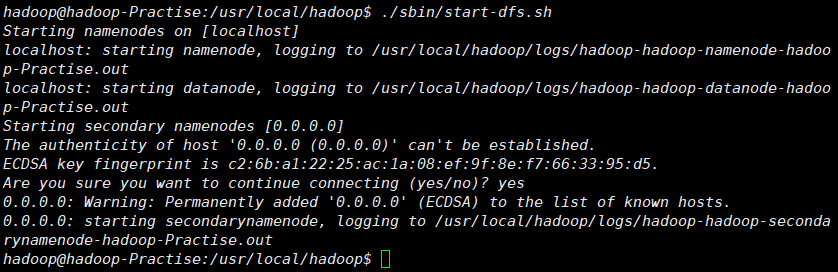 hadoop@hadoop-Practise:/usr/local/hadoop$ ./sbin/start-dfs.sh
Starting namenodes on [localhost]
localhost: starting namenode, logging to /usr/local/hadoop/logs/hadoop-hadoop-namenode-hadoo
p-Practise.out
localhost: starting datanode, logging to /usr/local/hadoop/logs/hadoop-hadoop-datanode-hadoo
p-Practise.out
Starting secondary namenodes [0.0.0.0]
The authenticity of host '0.0.0.0 (0.0.0.0)' can't be established.
ECDSA key fingerprint is c2:6b:a1:22:25:ac:1a:08:ef:9f:8e:f7:66:33:95:d5.
Are you sure you want to continue connecting (yes/no)? yes
0.0.0.0: Warning: Permanently added '0.0.0.0' (ECDSA) to the list of known hosts.
0.0.0.0: starting secondarynamenode, logging to /usr/local/hadoop/logs/hadoop-hadoop-seconda
rynamenode-hadoop-Practise.out
hadoop@hadoop-Practise:/usr/local/hadoop$